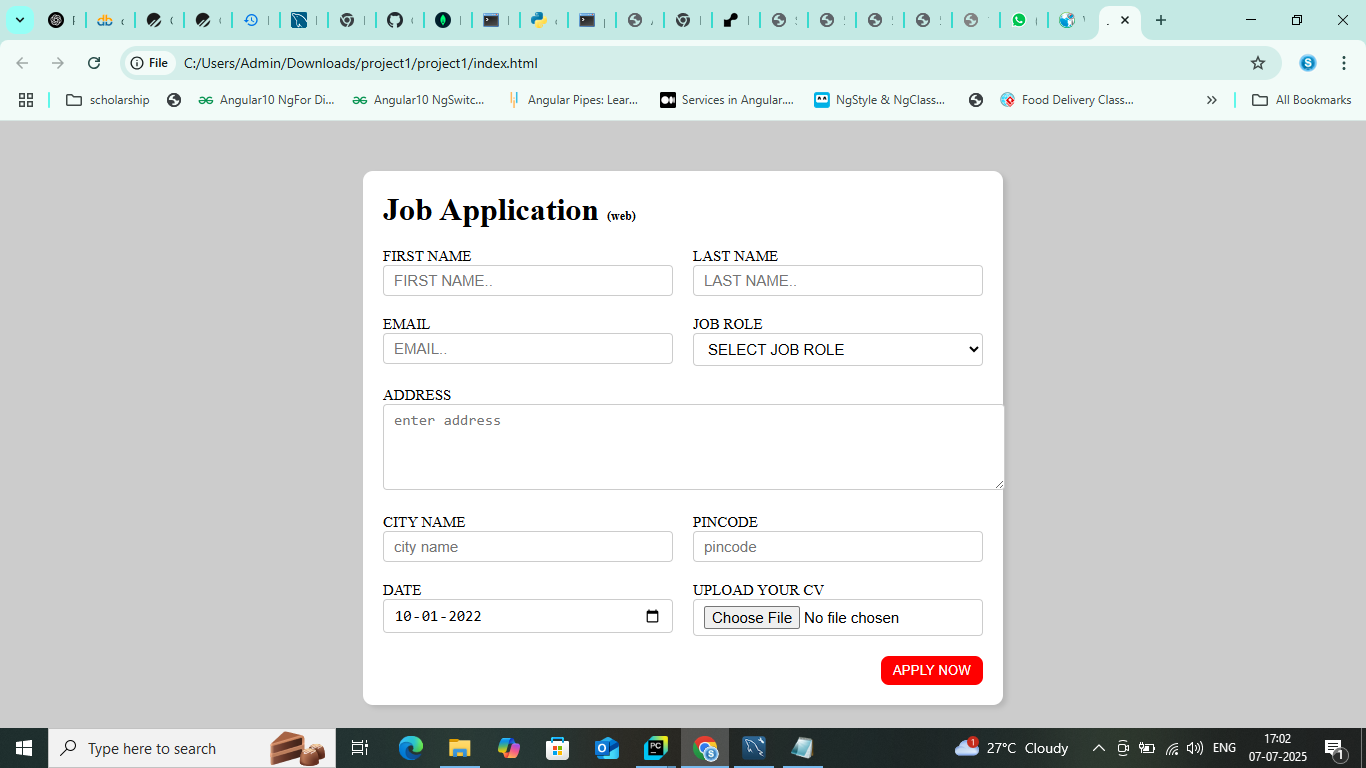 File C:/Users/Admin/Downloads/project1/project1/index.html
scholarship Angular10 NgFor Di... Angular10 NgSwitc... Angular Pipes: Lear... Services in Angular.... NgStyle & NgClass... Food Delivery Class... All Bookmarks
Job Application (web)
FIRST NAME LAST NAME
FIRST NAME.. LAST NAME..
EMAIL JOB ROLE
EMAIL.. SELECT JOB ROLE
ADDRESS
enter address
CITY NAME PINCODE
city name pincode
DATE UPLOAD YOUR CV
10-01-2022 Choose File No file chosen
APPLY NOW
Type here to search 1 27°C Cloudy ENG 17:02
07-07-2025 1